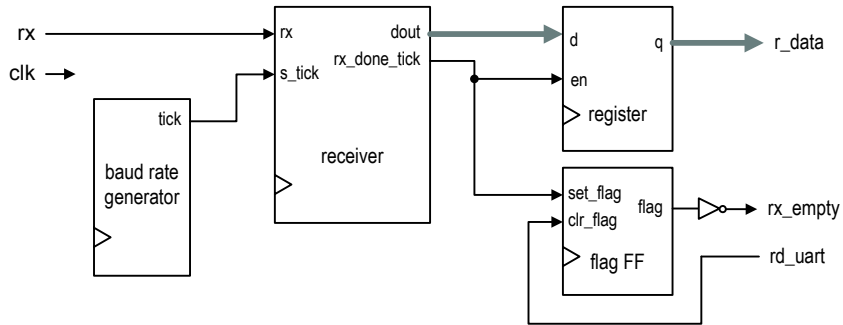 rx
clk
tick
baud rate
generator
rx
s_tick
dout
rx_done_tick
receiver
d
q
en
register
r_data
set_flag
clr_flag
flag
flag FF
rx_empty
rd_uart